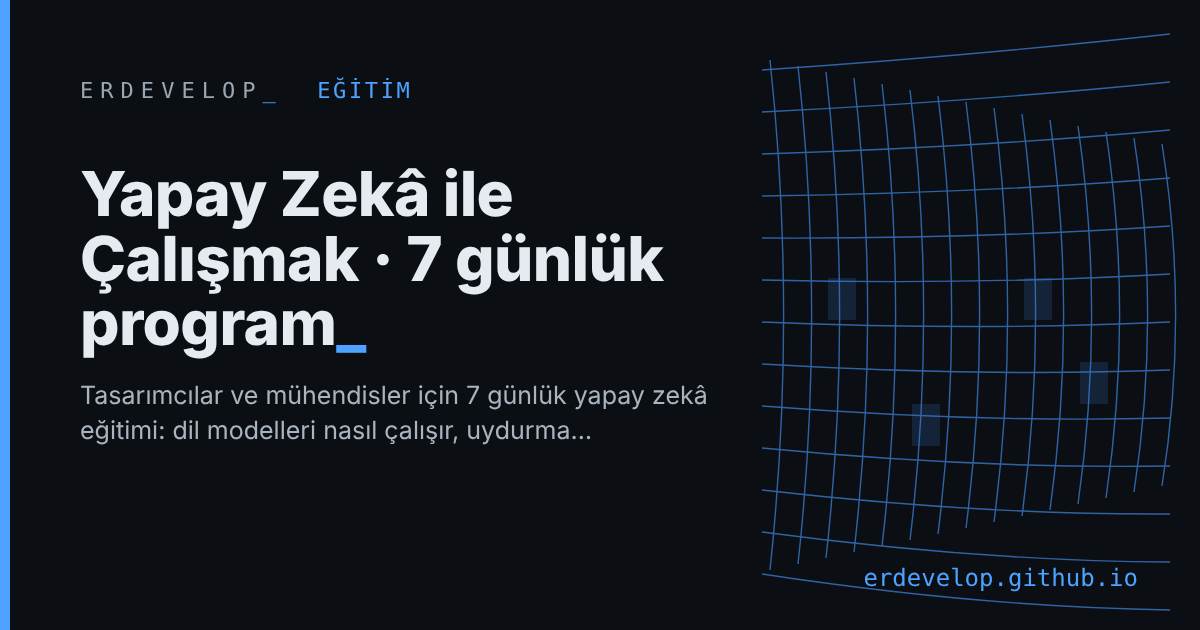 ERDEVELOP_ EĞİTİM
Yapay Zekâ ile
Çalışmak · 7 günlük
program_
Tasarımcılar ve mühendisler için 7 günlük yapay zekâ
eğitimi: dil modelleri nasıl çalışır, uydurma…
erdevelop.github.io